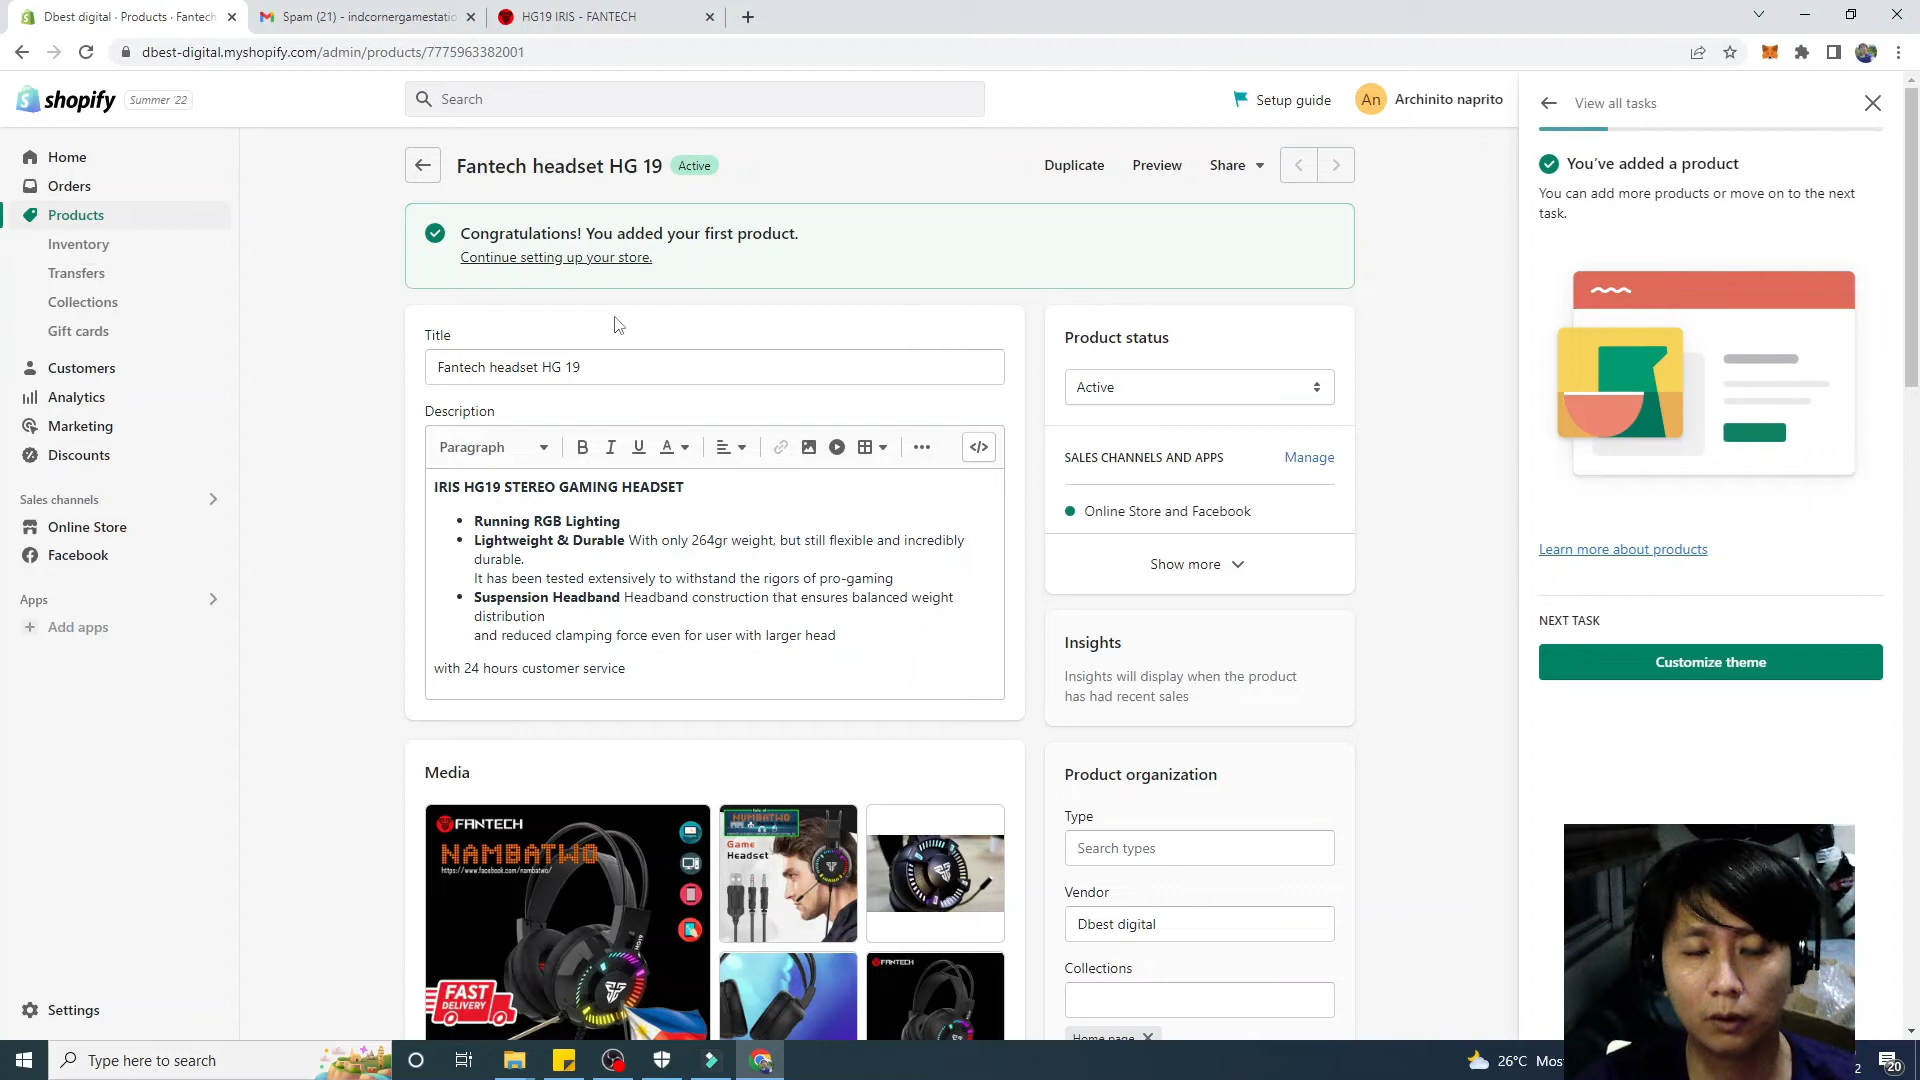 Dbest digital · Products · Fantech
Spam (21) - indcornergamestatio
HG19 IRIS - FANTECH
dbest-digital.myshopify.com/admin/products/7775963382001
shopify
Summer '22
Search
Setup guide
An
Archinito naprito
View all tasks
Home
Orders
Products
Inventory
Transfers
Collections
Gift cards
Customers
Analytics
Marketing
Discounts
Sales channels
Online Store
Facebook
Apps
Add apps
Settings
Fantech headset HG 19
Active
Duplicate
Preview
Share
Congratulations! You added your first product.
Continue setting up your store.
Title
Fantech headset HG 19
Description
Paragraph
IRIS HG19 STEREO GAMING HEADSET
Running RGB Lighting
Lightweight & Durable With only 264gr weight, but still flexible and incredibly
durable.
It has been tested extensively to withstand the rigors of pro-gaming
Suspension Headband Headband construction that ensures balanced weight
distribution
and reduced clamping force even for user with larger head
with 24 hours customer service
Media
FANTECH
NAMBATWO
https://www.facebook.com/nambatwo/
HG19
FAST
DELIVERY
NAMBATWO
Game
Headset
FANTECH
Product status
Active
SALES CHANNELS AND APPS
Manage
Online Store and Facebook
Show more
Insights
Insights will display when the product
has had recent sales
Product organization
Type
Search types
Vendor
Dbest digital
Collections
Home page
You've added a product
You can add more products or move on to the next
task.
Learn more about products
NEXT TASK
Customize theme
Type here to search
26°C
20